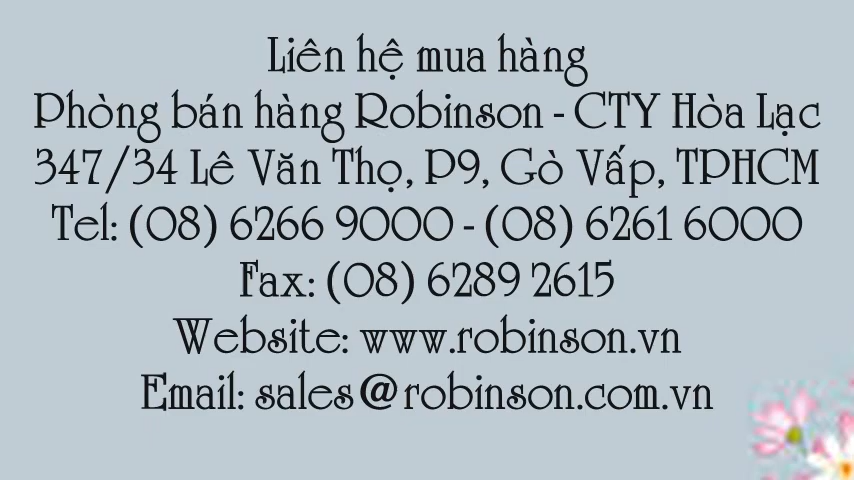 Liên hệ mua hàng
Phòng bán hàng Robinson - CTY Hòa Lạc
347/34 Lê Văn Thọ, P9, Gò Vấp, TPHCM
Tel: (08) 6266 9000 - (08) 6261 6000
Fax: (08) 6289 2615
Website: www.robinson.vn
Email: sales@robinson.com.vn